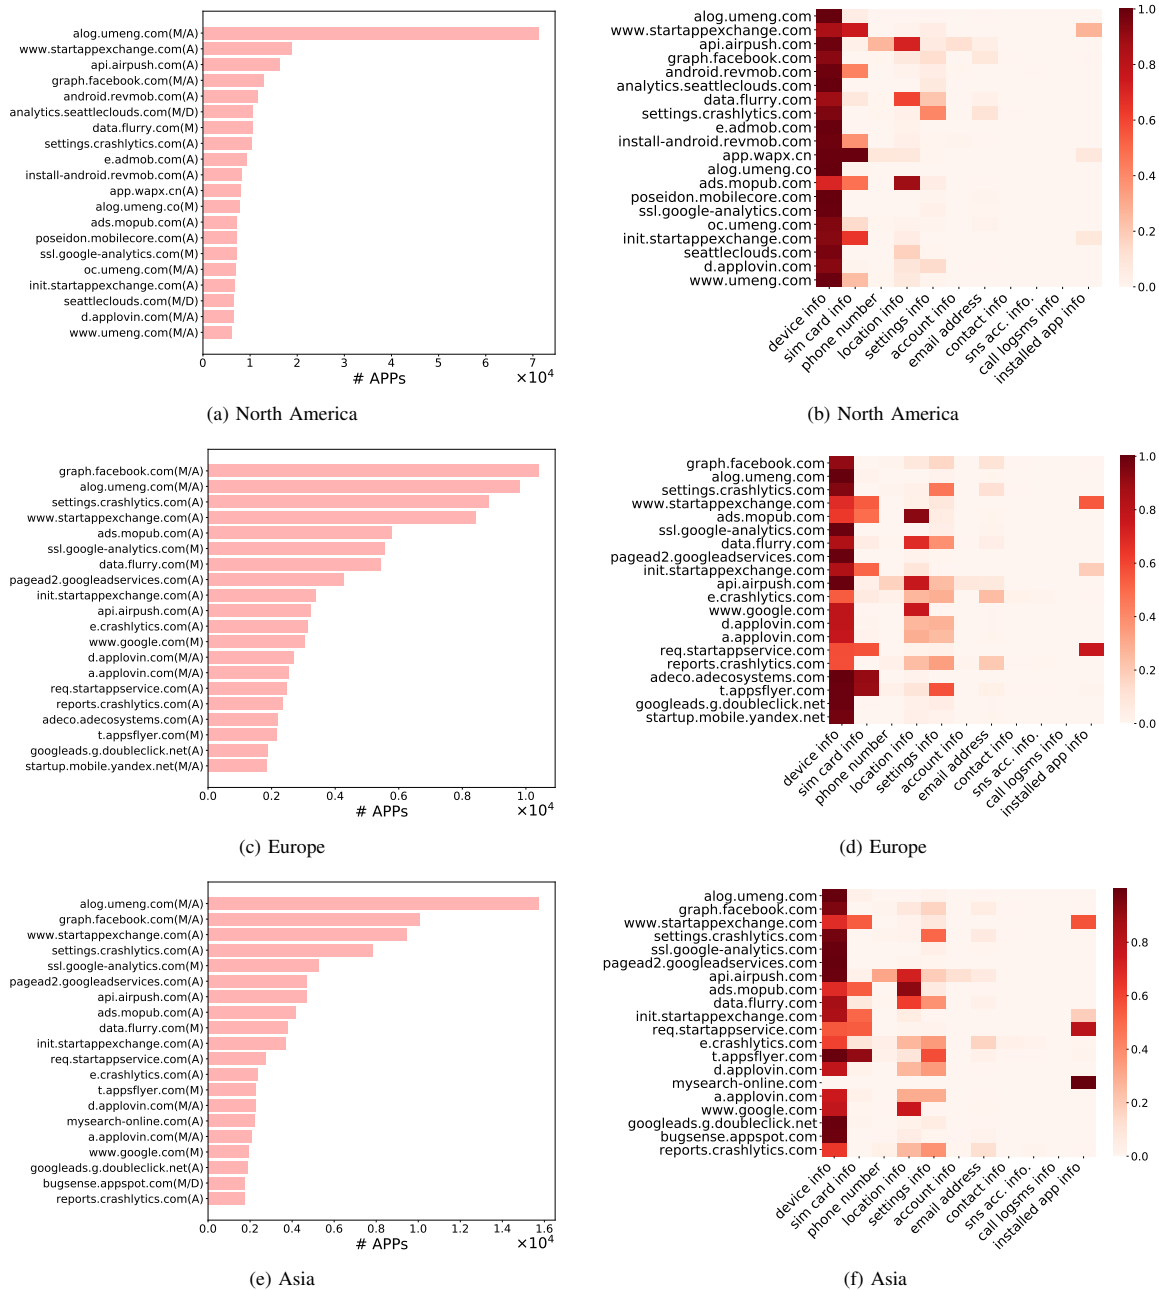 alog.umeng.com(M/A)
www.startappexchange.com(A)
api.airpush.com(A)
graph.facebook.com(M/A)
android.revmob.com(A)
analytics.seattleclouds.com(M/D)
data.flurry.com(M)
settings.crashlytics.com(A)
e.admob.com(A)
install-android.revmob.com(A)
app.wapx.cn(A)
alog.umeng.co(M)
ads.mopub.com(A)
poseidon.mobilecore.com(A)
ssl.google-analytics.com(M)
oc.umeng.com(M/A)
init.startappexchange.com(A)
seattleclouds.com(M/D)
d.applovin.com(M/A)
www.umeng.com(M/A)
0 1 2 3 4 5 6 7
# APPs ×10⁴
(a) North America
alog.umeng.com
www.startappexchange.com
api.airpush.com
graph.facebook.com
android.revmob.com
analytics.seattleclouds.com
data.flurry.com
settings.crashlytics.com
e.admob.com
install-android.revmob.com
app.wapx.cn
alog.umeng.co
ads.mopub.com
poseidon.mobilecore.com
ssl.google-analytics.com
oc.umeng.com
init.startappexchange.com
seattleclouds.com
d.applovin.com
www.umeng.com
device info
sim card info
phone number
location info
settings info
account info
email address
contact info
sns acc. info.
call logsms info
installed app info
1.0
0.8
0.6
0.4
0.2
0.0
(b) North America
graph.facebook.com(M/A)
alog.umeng.com(M/A)
settings.crashlytics.com(A)
www.startappexchange.com(A)
ads.mopub.com(A)
ssl.google-analytics.com(M)
data.flurry.com(M)
pagead2.googleadservices.com(A)
init.startappexchange.com(A)
api.airpush.com(A)
e.crashlytics.com(A)
www.google.com(M)
d.applovin.com(M/A)
a.applovin.com(M/A)
req.startappservice.com(A)
reports.crashlytics.com(A)
adeco.adecosystems.com(A)
t.appsflyer.com(M)
googleads.g.doubleclick.net(A)
startup.mobile.yandex.net(M/A)
0.0 0.2 0.4 0.6 0.8 1.0
# APPs ×10⁴
(c) Europe
graph.facebook.com
alog.umeng.com
settings.crashlytics.com
www.startappexchange.com
ads.mopub.com
ssl.google-analytics.com
data.flurry.com
pagead2.googleadservices.com
init.startappexchange.com
api.airpush.com
e.crashlytics.com
www.google.com
d.applovin.com
a.applovin.com
req.startappservice.com
reports.crashlytics.com
adeco.adecosystems.com
t.appsflyer.com
googleads.g.doubleclick.net
startup.mobile.yandex.net
device info
sim card info
phone number
location info
settings info
account info
email address
contact info
sns acc. info.
call logsms info
installed app info
1.0
0.8
0.6
0.4
0.2
0.0
(d) Europe
alog.umeng.com(M/A)
graph.facebook.com(M/A)
www.startappexchange.com(A)
settings.crashlytics.com(A)
ssl.google-analytics.com(M)
pagead2.googleadservices.com(A)
api.airpush.com(A)
ads.mopub.com(A)
data.flurry.com(M)
init.startappexchange.com(A)
req.startappservice.com(A)
e.crashlytics.com(A)
t.appsflyer.com(M)
d.applovin.com(M/A)
mysearch-online.com(A)
a.applovin.com(M/A)
www.google.com(M)
googleads.g.doubleclick.net(A)
bugsense.appspot.com(M/D)
reports.crashlytics.com(A)
0.0 0.2 0.4 0.6 0.8 1.0 1.2 1.4 1.6
# APPs ×10⁴
(e) Asia
alog.umeng.com
graph.facebook.com
www.startappexchange.com
settings.crashlytics.com
ssl.google-analytics.com
pagead2.googleadservices.com
api.airpush.com
ads.mopub.com
data.flurry.com
init.startappexchange.com
req.startappservice.com
e.crashlytics.com
t.appsflyer.com
d.applovin.com
mysearch-online.com
a.applovin.com
www.google.com
googleads.g.doubleclick.net
bugsense.appspot.com
reports.crashlytics.com
device info
sim card info
phone number
location info
settings info
account info
email address
contact info
sns acc. info.
call logsms info
installed app info
0.8
0.6
0.4
0.2
0.0
(f) Asia